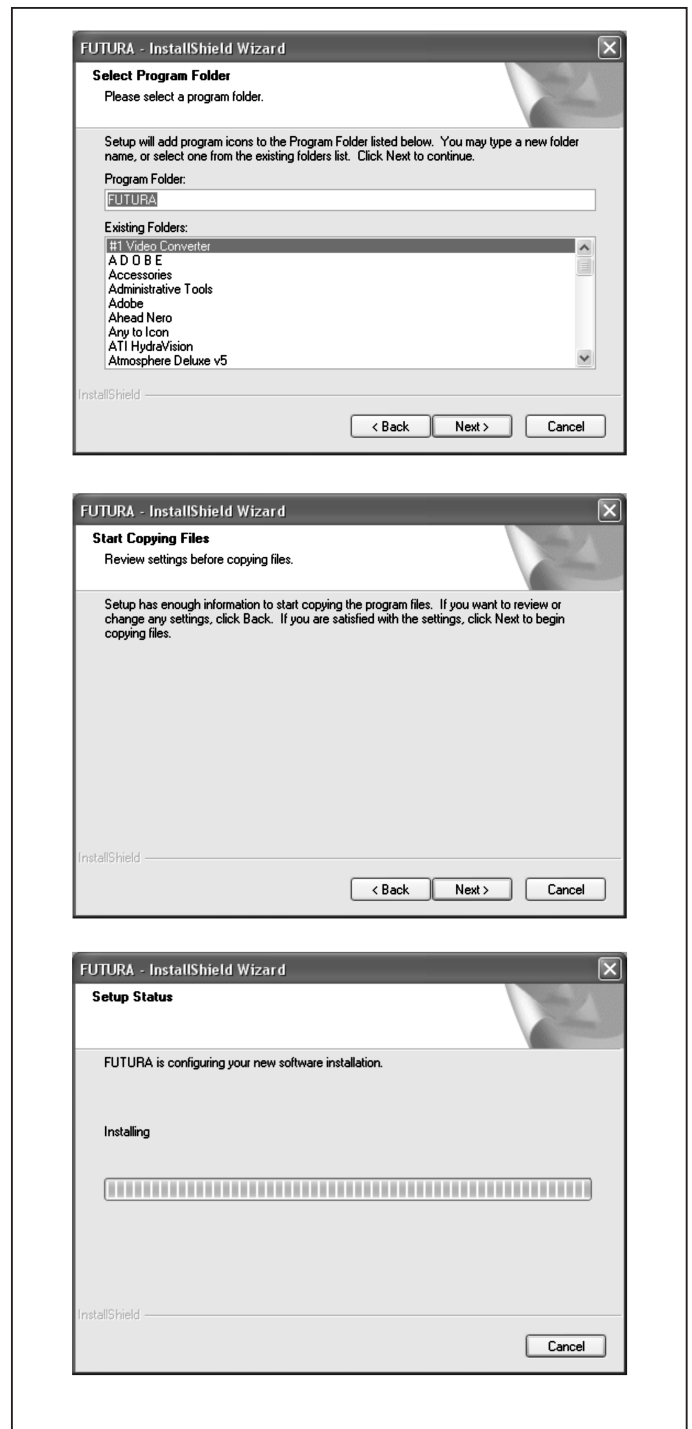 FUTURA - InstallShield Wizard
Select Program Folder
Please select a program folder.
Setup will add program icons to the Program Folder listed below. You may type a new folder
name, or select one from the existing folders list. Click Next to continue.
Program Folder:
FUTURA
Existing Folders:
#1 Video Converter
A D O B E
Accessories
Administrative Tools
Adobe
Ahead Nero
Any to Icon
ATI HydraVision
Atmosphere Deluxe v5
InstallShield
< Back Next > Cancel
FUTURA - InstallShield Wizard
Start Copying Files
Review settings before copying files.
Setup has enough information to start copying the program files. If you want to review or
change any settings, click Back. If you are satisfied with the settings, click Next to begin
copying files.
InstallShield
< Back Next > Cancel
FUTURA - InstallShield Wizard
Setup Status
FUTURA is configuring your new software installation.
Installing
InstallShield
Cancel